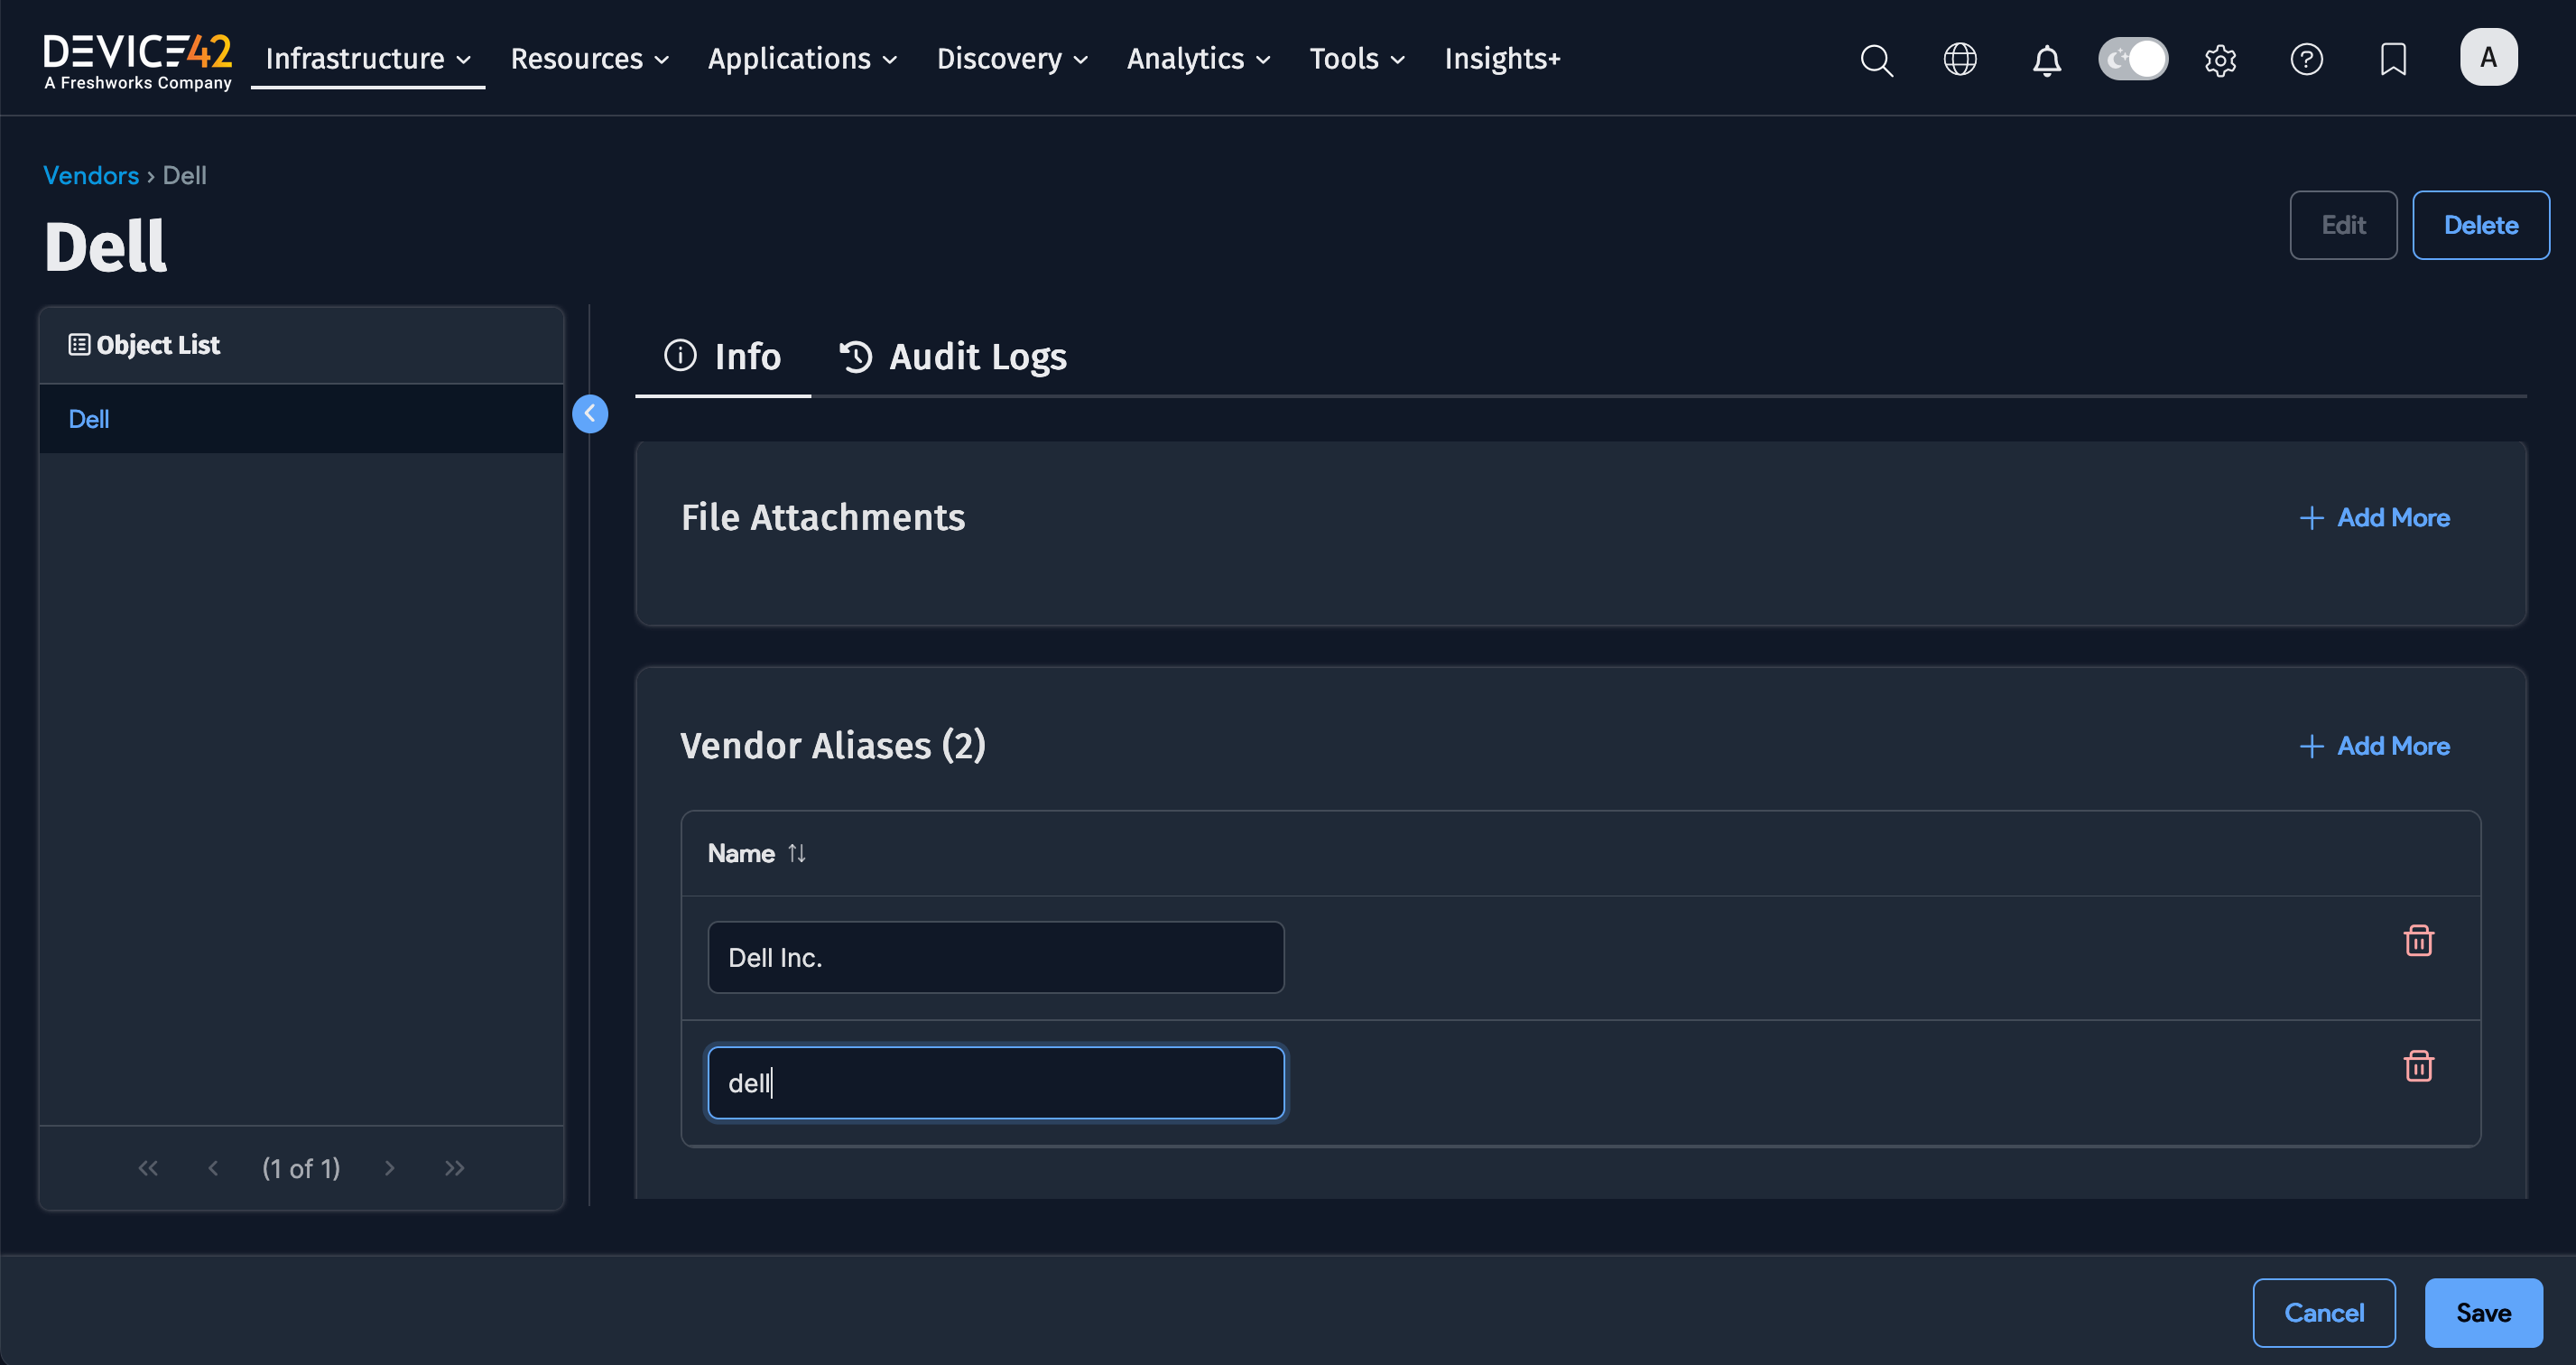 DEVICE42
A Freshworks Company
Infrastructure
Resources
Applications
Discovery
Analytics
Tools
Insights+
A
Vendors › Dell
Dell
Edit
Delete
Object List
Dell
(1 of 1)
Info
Audit Logs
File Attachments
Add More
Vendor Aliases (2)
Add More
Name
Dell Inc.
dell
Cancel
Save